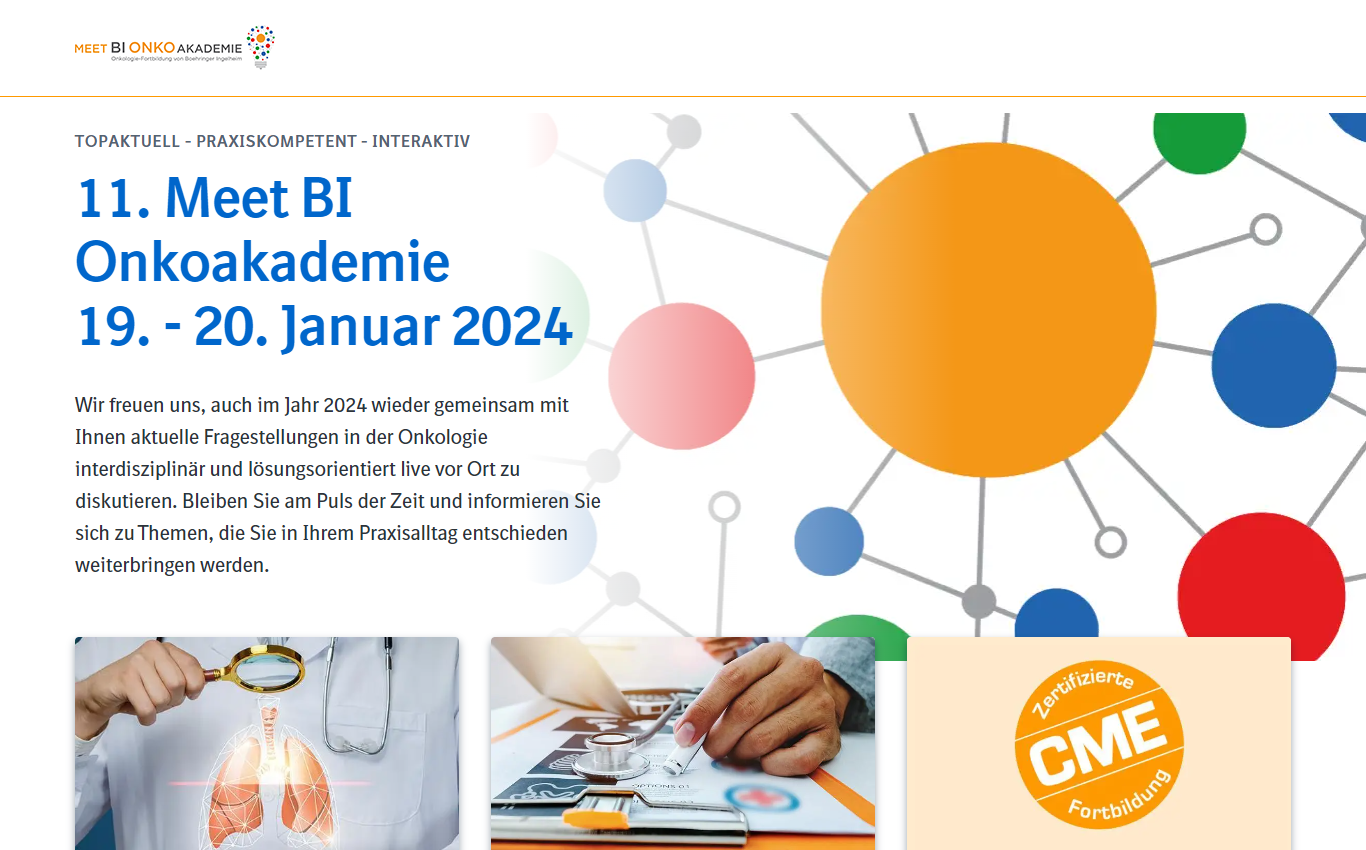 MEET BI ONKO AKADEMIE
Onkologie-Fortbildung von Boehringer Ingelheim
TOPAKTUELL - PRAXISKOMPETENT - INTERAKTIV
11. Meet BI
Onkoakademie
19. - 20. Januar 2024
Wir freuen uns, auch im Jahr 2024 wieder gemeinsam mit
Ihnen aktuelle Fragestellungen in der Onkologie
interdisziplinär und lösungsorientiert live vor Ort zu
diskutieren. Bleiben Sie am Puls der Zeit und informieren Sie
sich zu Themen, die Sie in Ihrem Praxisalltag entschieden
weiterbringen werden.
OPTIONS 01
Zertifizierte
CME
Fortbildung